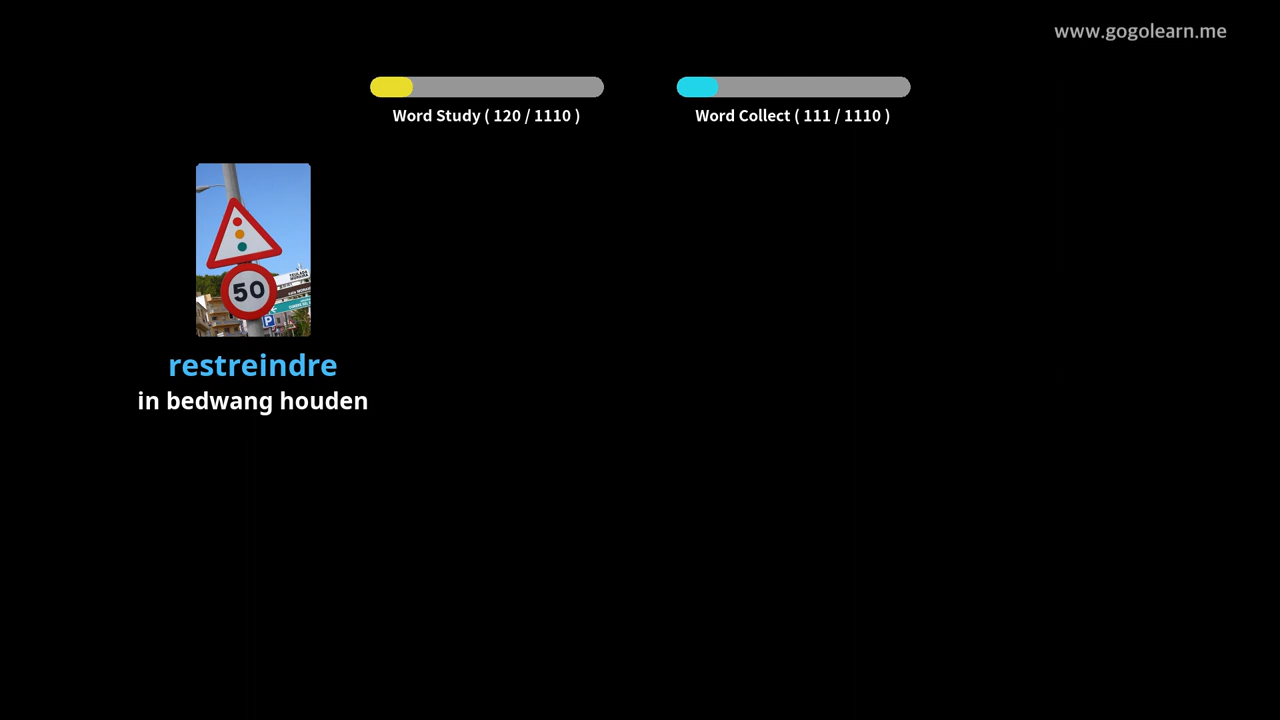 www.gogolearn.me
Word Study ( 120 / 1110 )
Word Collect ( 111 / 1110 )
50
P
restreindre
in bedwang houden